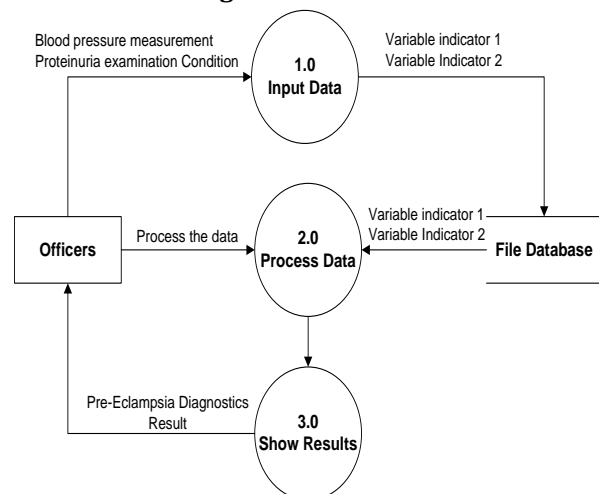 Blood pressure measurement
Proteinuria examination Condition
1.0
Input Data
Variable indicator 1
Variable Indicator 2
Officers
Process the data
2.0
Process Data
Variable indicator 1
Variable Indicator 2
File Database
Pre-Eclampsia Diagnostics
Result
3.0
Show Results